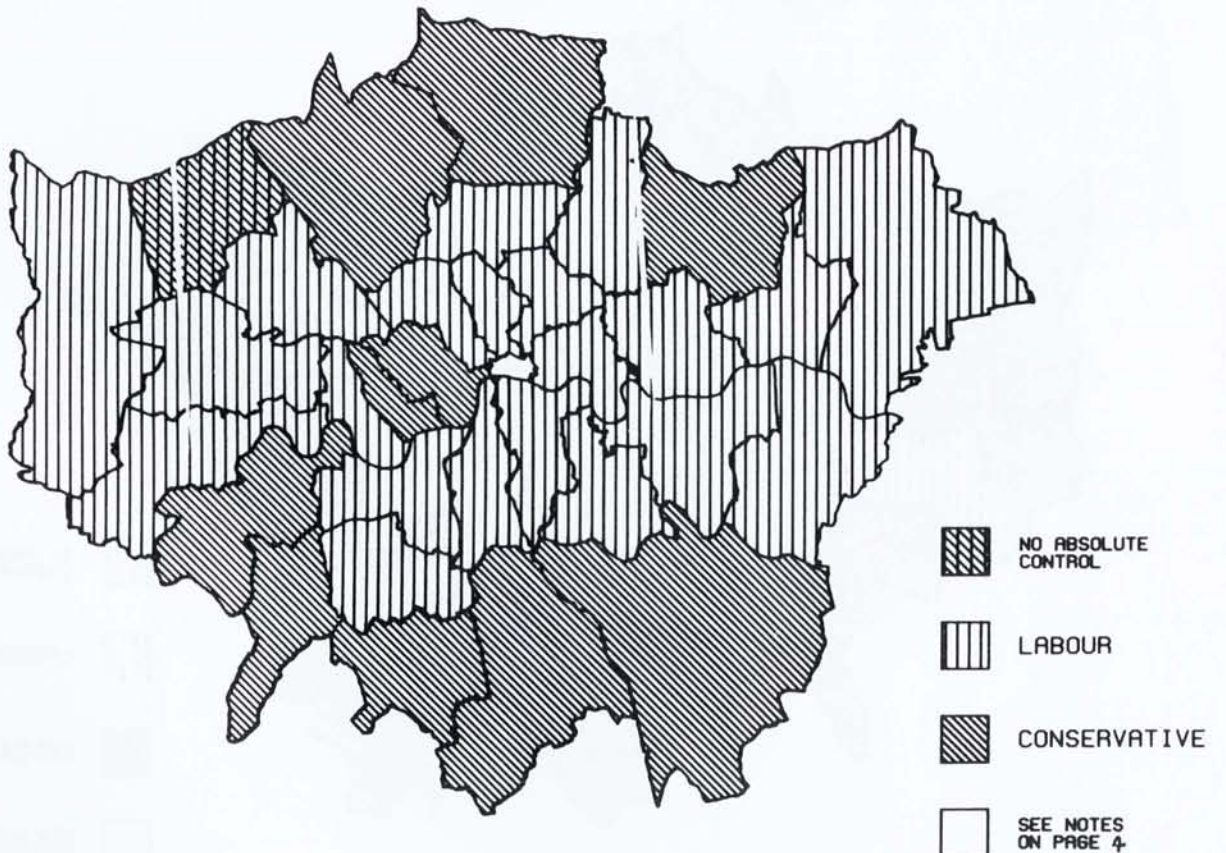 NO ABSOLUTE
CONTROL
LABOUR
CONSERVATIVE
SEE NOTES
ON PAGE 4